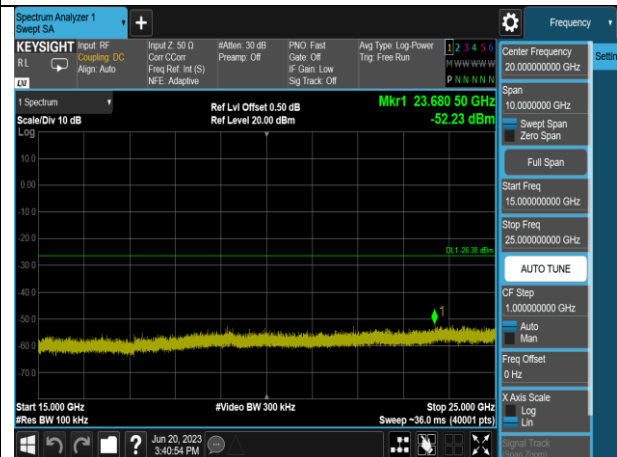 Spectrum Analyzer 1
Swept SA
Frequency
KEYSIGHT
RL
LXI
Input: RF
Coupling: DC
Align: Auto
Input Z: 50 Ω
Corr CCorr
Freq Ref: Int (S)
NFE: Adaptive
#Atten: 30 dB
Preamp: Off
PNO: Fast
Gate: Off
IF Gain: Low
Sig Track: Off
Avg Type: Log-Power
Trig: Free Run
1 2 3 4 5 6
M W W W W W
P N N N N N
1 Spectrum
Scale/Div 10 dB
Log
Ref Lvl Offset 0.50 dB
Ref Level 20.00 dBm
Mkr1 23.680 50 GHz
-52.23 dBm
10.0
0.00
-10.0
-20.0
-30.0
-40.0
-50.0
-60.0
-70.0
DL1 -26.38 dBm
1
Start 15.000 GHz
#Res BW 100 kHz
#Video BW 300 kHz
Stop 25.000 GHz
Sweep ~36.0 ms (40001 pts)
Jun 20, 2023
3:40:54 PM
Center Frequency
20.000000000 GHz
Settin
Span
10.0000000 GHz
Swept Span
Zero Span
Full Span
Start Freq
15.000000000 GHz
Stop Freq
25.000000000 GHz
AUTO TUNE
CF Step
1.000000000 GHz
Auto
Man
Freq Offset
0 Hz
X Axis Scale
Log
Lin
Signal Track
(Span Zoom)